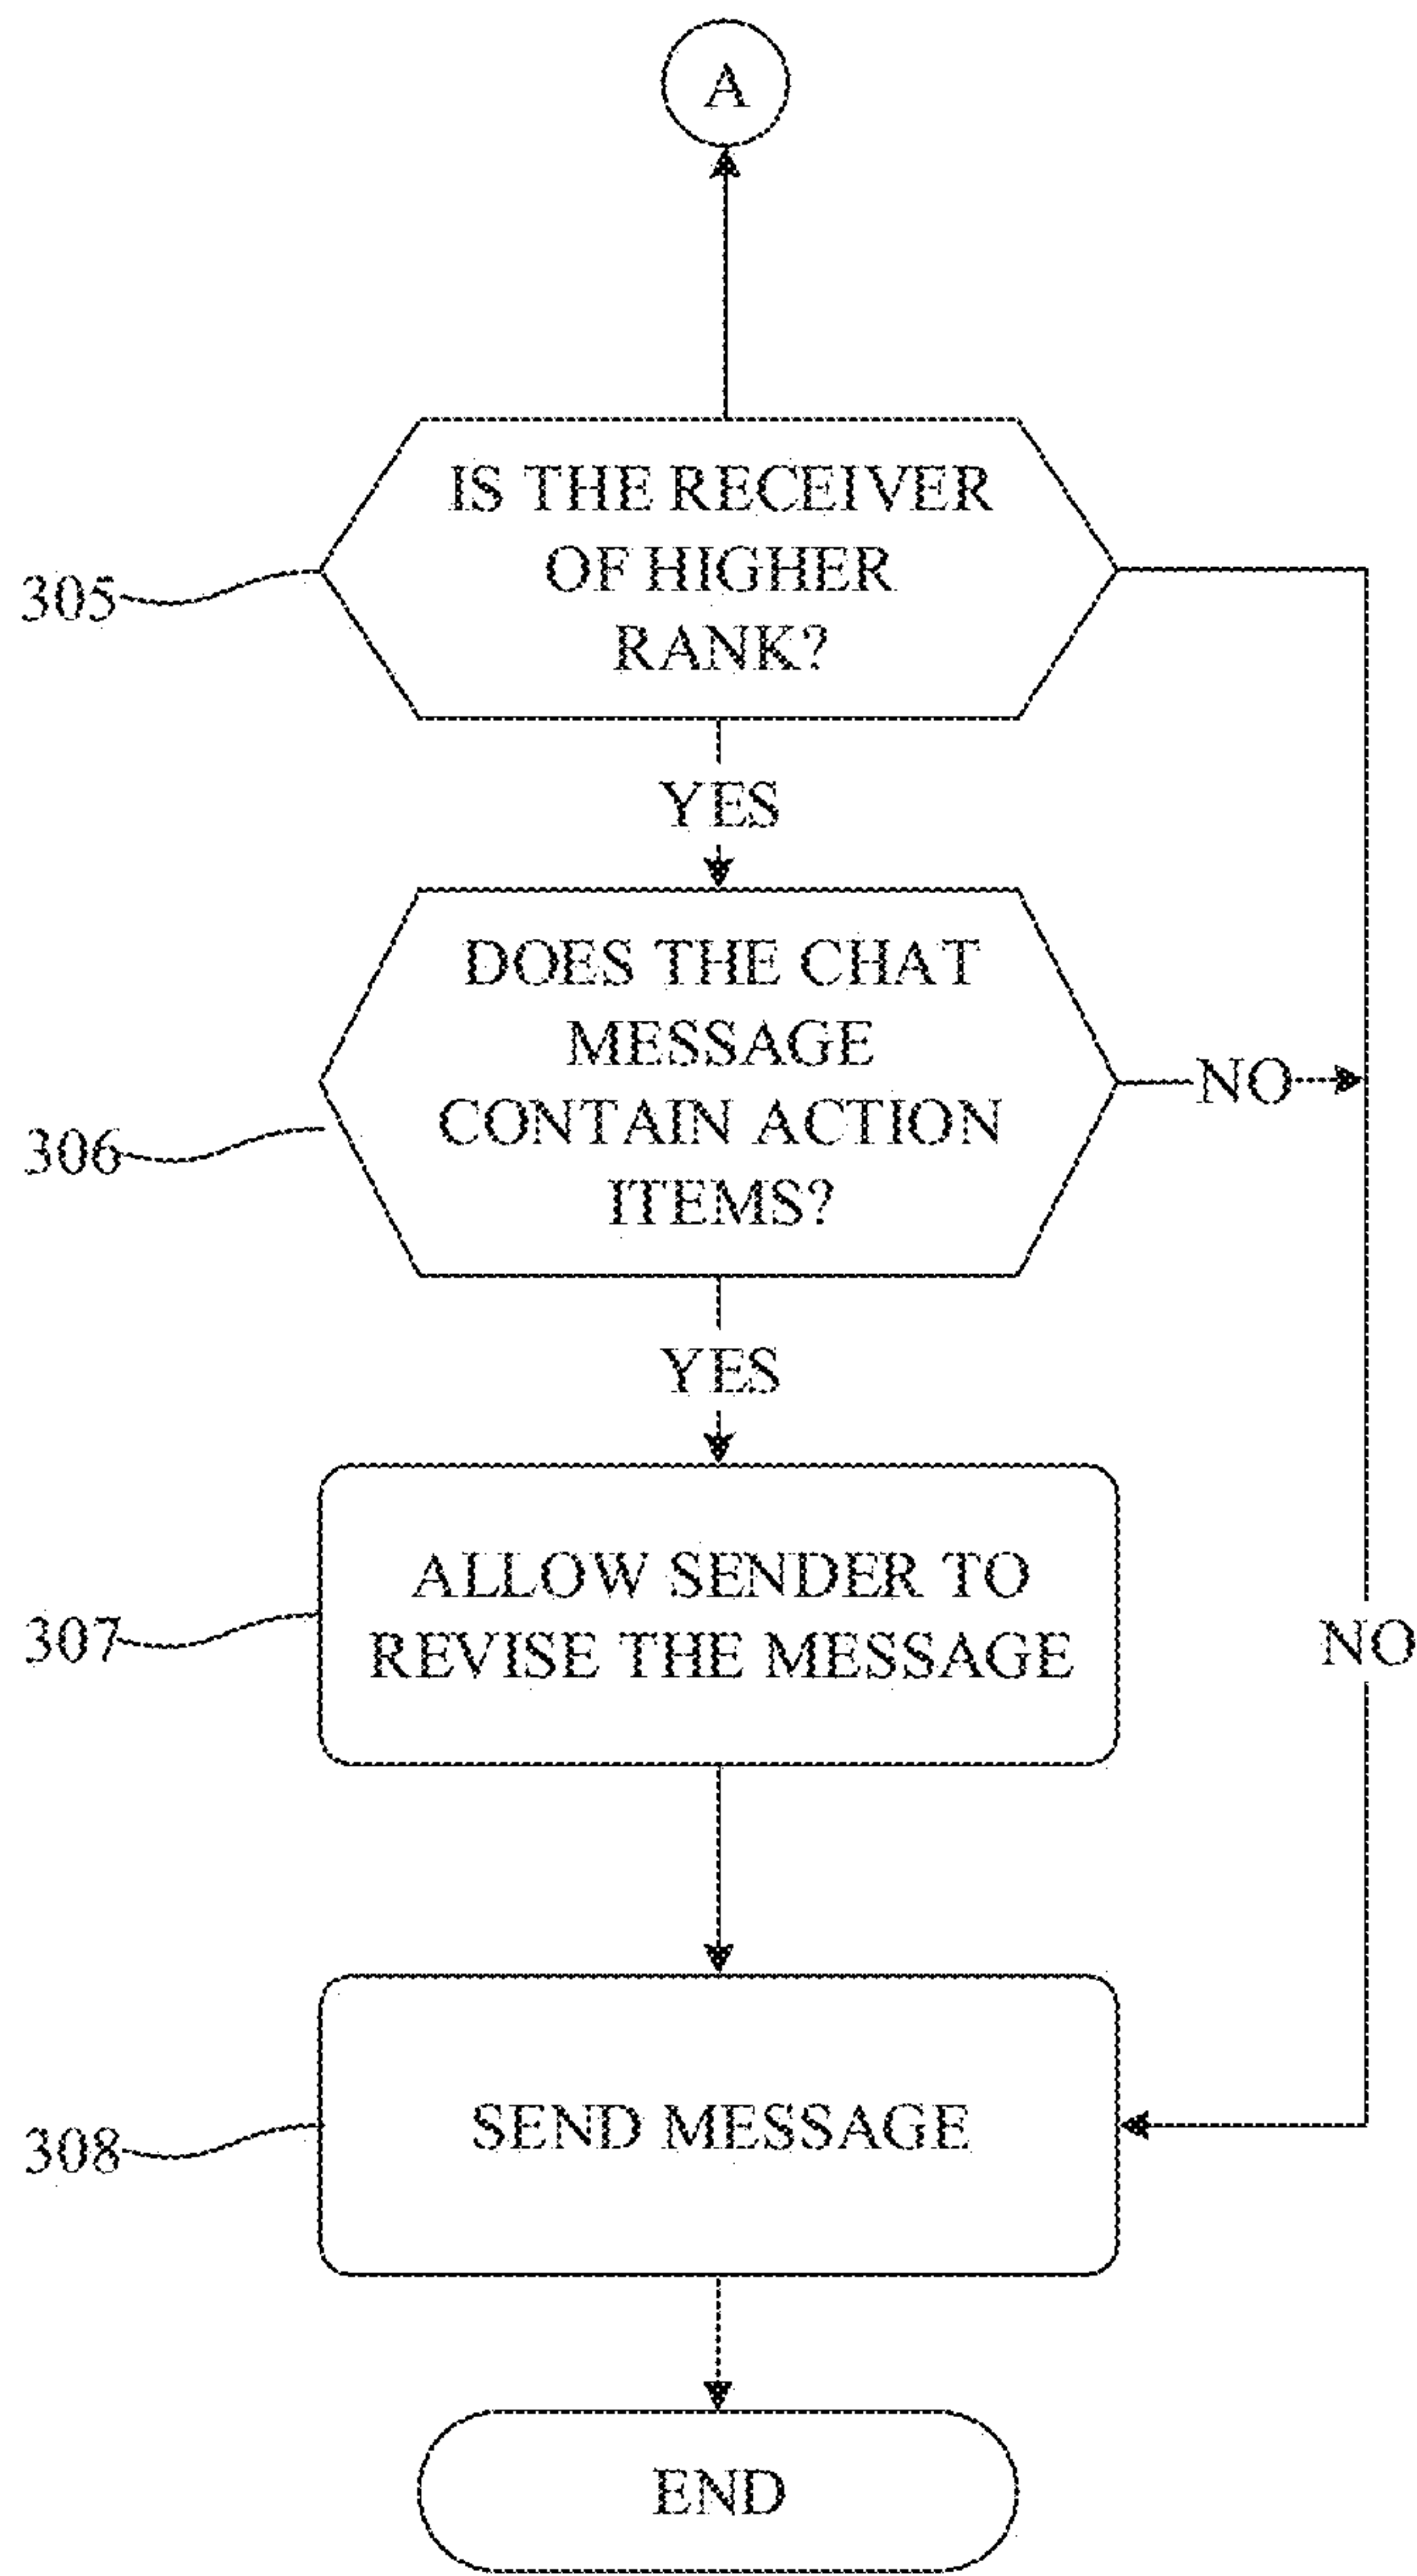 A
IS THE RECEIVER
OF HIGHER
RANK?
305
YES
DOES THE CHAT
MESSAGE
CONTAIN ACTION
ITEMS?
NO
306
YES
ALLOW SENDER TO
REVISE THE MESSAGE
307
NO
SEND MESSAGE
308
END